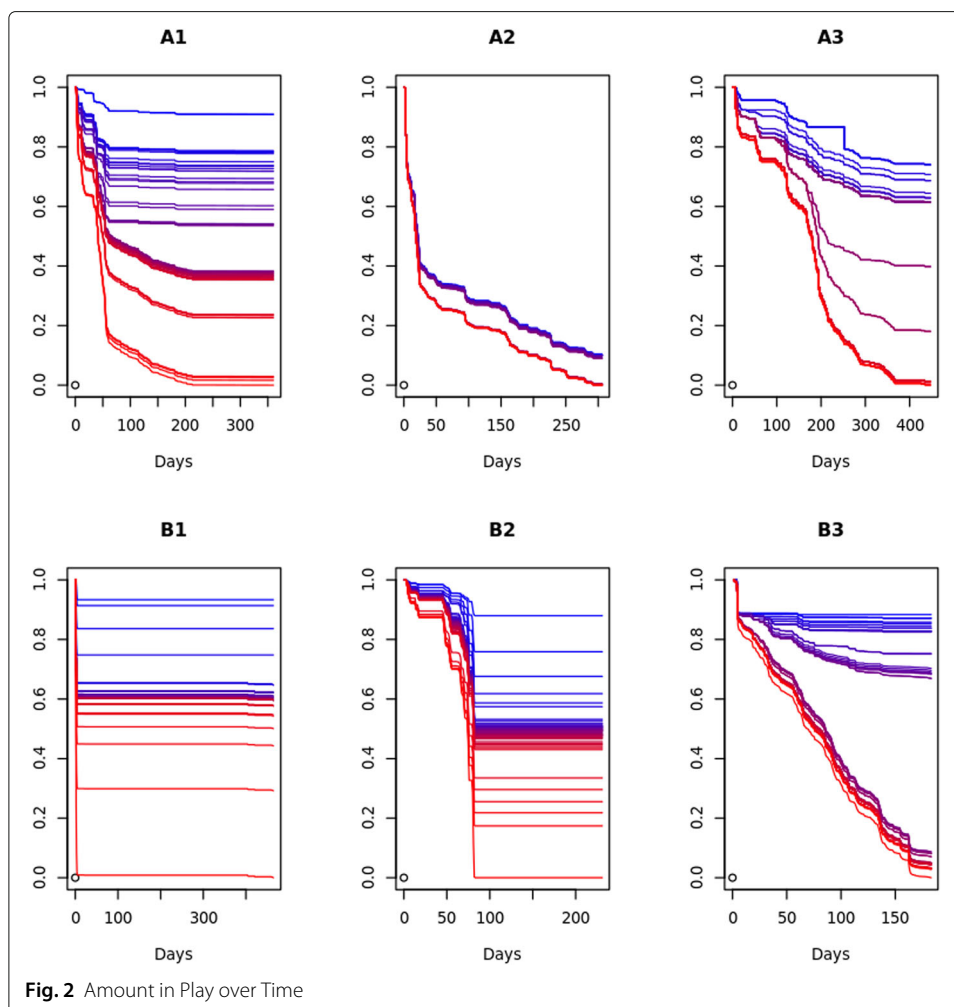 A1 A2 A3
1.0 1.0 1.0
0.8 0.8 0.8
0.6 0.6 0.6
0.4 0.4 0.4
0.2 0.2 0.2
0.0 0.0 0.0
0 100 200 300 0 50 150 250 0 100 200 300 400
Days Days Days
B1 B2 B3
1.0 1.0 1.0
0.8 0.8 0.8
0.6 0.6 0.6
0.4 0.4 0.4
0.2 0.2 0.2
0.0 0.0 0.0
0 100 300 0 50 100 200 0 50 100 150
Days Days Days
Fig. 2 Amount in Play over Time